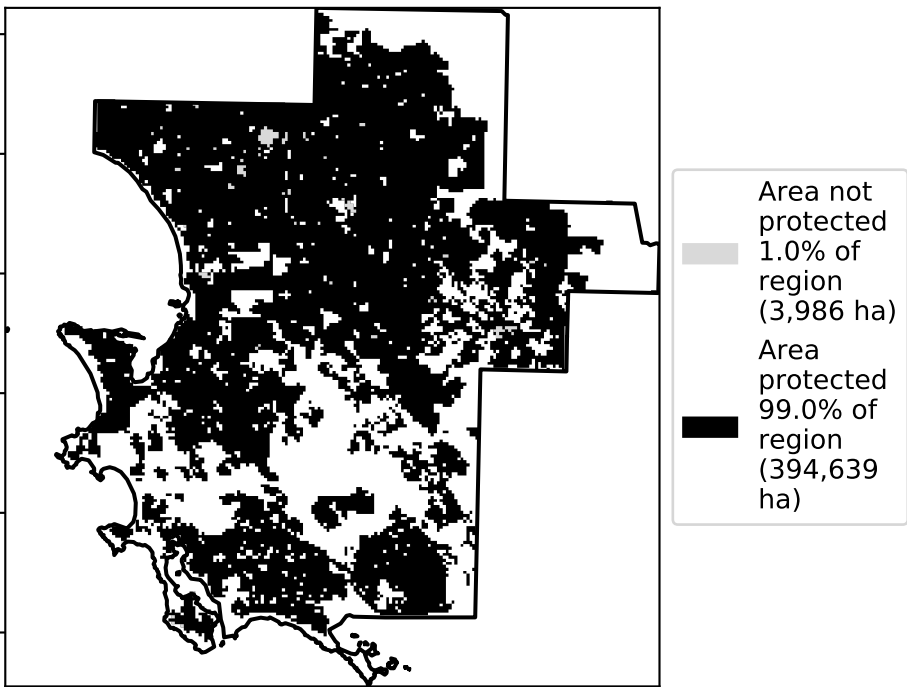 Area not
protected
1.0% of
region
(3,986 ha)
Area
protected
99.0% of
region
(394,639
ha)